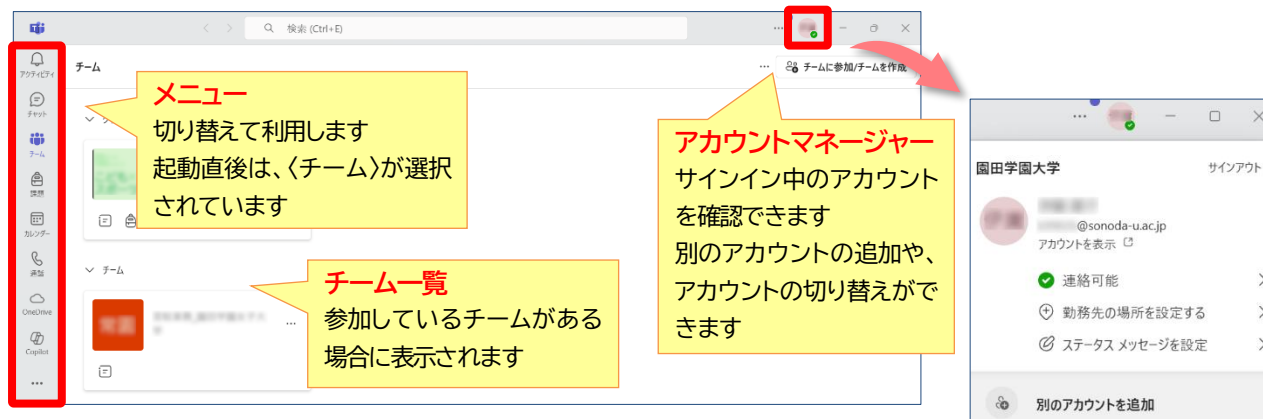 検索 (Ctrl+E)
アクティビティ
チャット
チーム
課題
カレンダー
通話
OneDrive
Copilot
チーム
チームに参加/チームを作成
メニュー
切り替えて利用します
起動直後は、〈チーム〉が選択
されています
チーム
チーム一覧
参加しているチームがある
場合に表示されます
アカウントマネージャー
サインイン中のアカウント
を確認できます
別のアカウントの追加や、
アカウントの切り替えがで
きます
園田学園大学 サインアウト
@sonoda-u.ac.jp
アカウントを表示
連絡可能
勤務先の場所を設定する
ステータス メッセージを設定
別のアカウントを追加